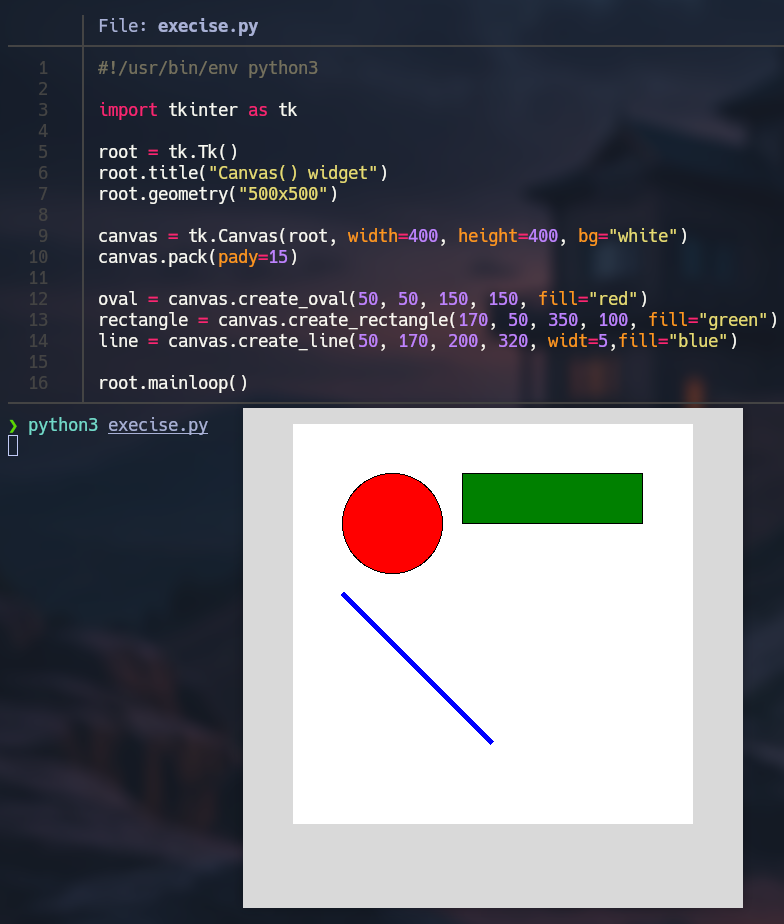 File: execise.py
1 #!/usr/bin/env python3
2
3 import tkinter as tk
4
5 root = tk.Tk()
6 root.title("Canvas() widget")
7 root.geometry("500x500")
8
9 canvas = tk.Canvas(root, width=400, height=400, bg="white")
10 canvas.pack(pady=15)
11
12 oval = canvas.create_oval(50, 50, 150, 150, fill="red")
13 rectangle = canvas.create_rectangle(170, 50, 350, 100, fill="green")
14 line = canvas.create_line(50, 170, 200, 320, widt=5,fill="blue")
15
16 root.mainloop()
❯ python3 execise.py